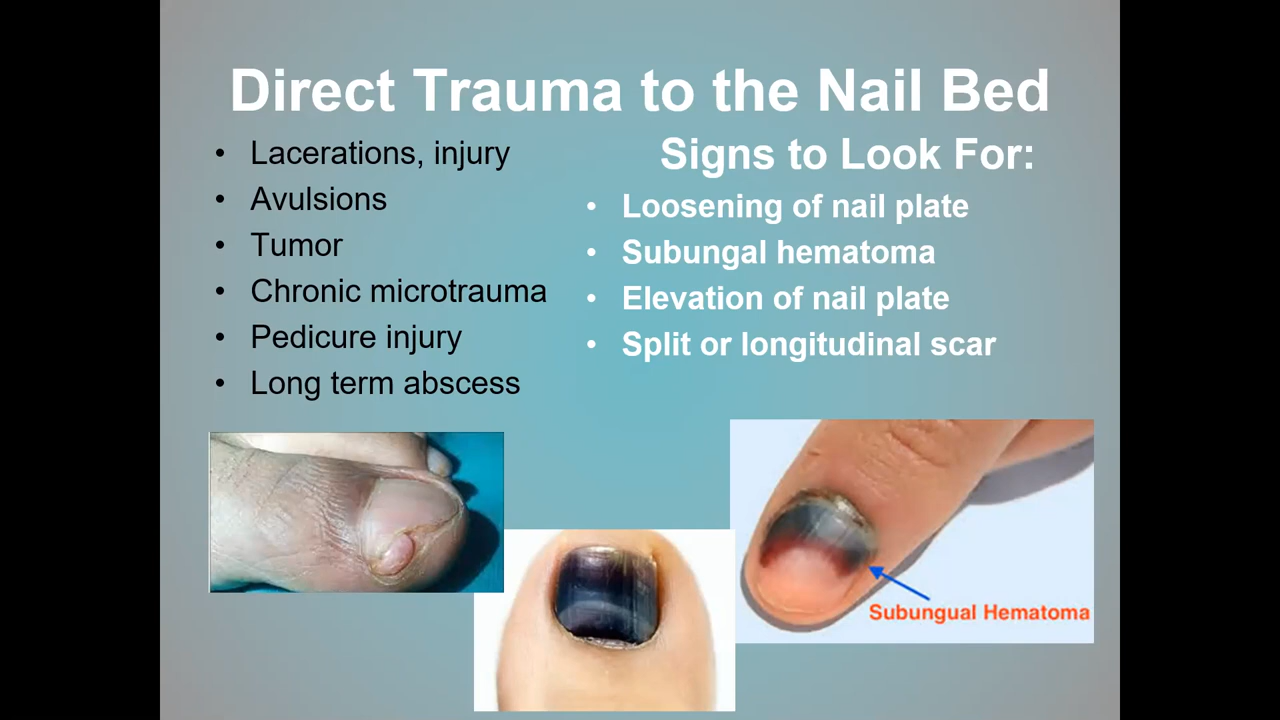 Direct Trauma to the Nail Bed
• Lacerations, injury
• Avulsions
• Tumor
• Chronic microtrauma
• Pedicure injury
• Long term abscess
Signs to Look For:
• Loosening of nail plate
• Subungal hematoma
• Elevation of nail plate
• Split or longitudinal scar
Subungual Hematoma